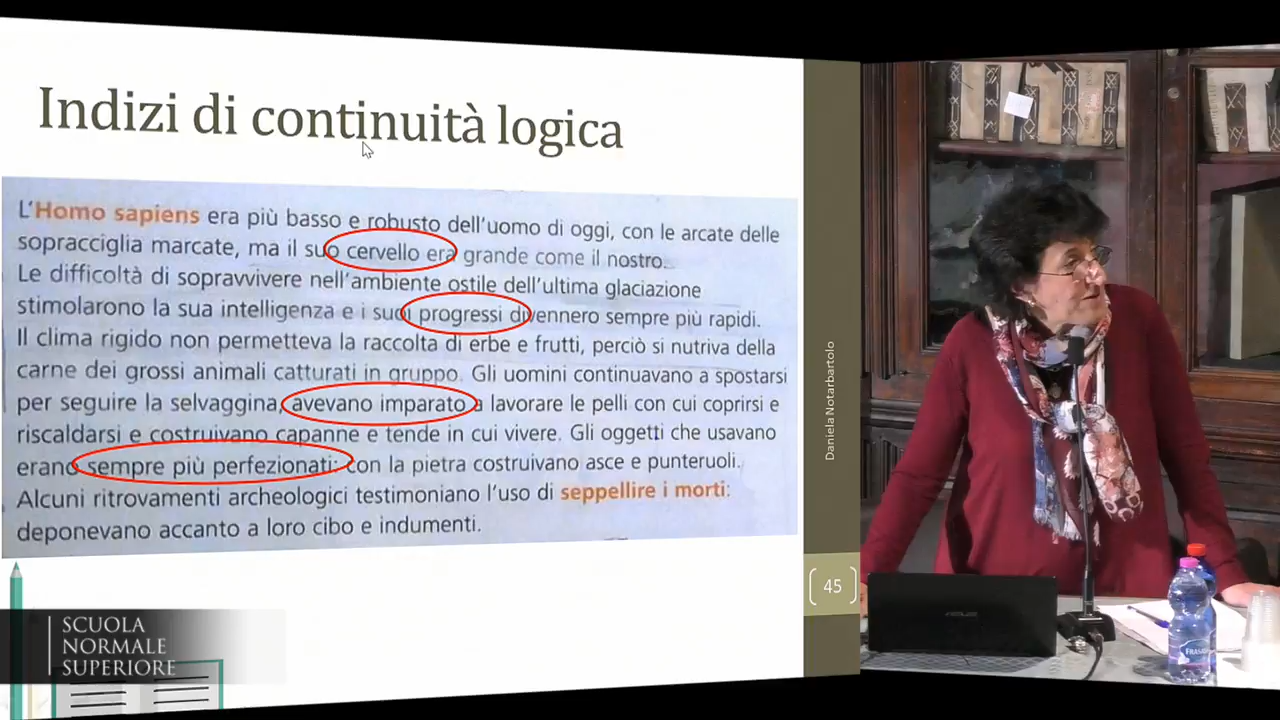 Indizi di continuità logica
L'Homo sapiens era più basso e robusto dell'uomo di oggi, con le arcate delle
sopracciglia marcate, ma il suo cervello era grande come il nostro.
Le difficoltà di sopravvivere nell'ambiente ostile dell'ultima glaciazione
stimolarono la sua intelligenza e i suoi progressi divennero sempre più rapidi.
Il clima rigido non permetteva la raccolta di erbe e frutti, perciò si nutriva della
carne dei grossi animali catturati in gruppo. Gli uomini continuavano a spostarsi
per seguire la selvaggina, avevano imparato a lavorare le pelli con cui coprirsi e
riscaldarsi e costruivano capanne e tende in cui vivere. Gli oggetti che usavano
erano sempre più perfezionati: con la pietra costruivano asce e punteruoli.
Alcuni ritrovamenti archeologici testimoniano l'uso di seppellire i morti:
deponevano accanto a loro cibo e indumenti.
Daniela Notarbartolo
45
SCUOLA
NORMALE
SUPERIORE
ASUS